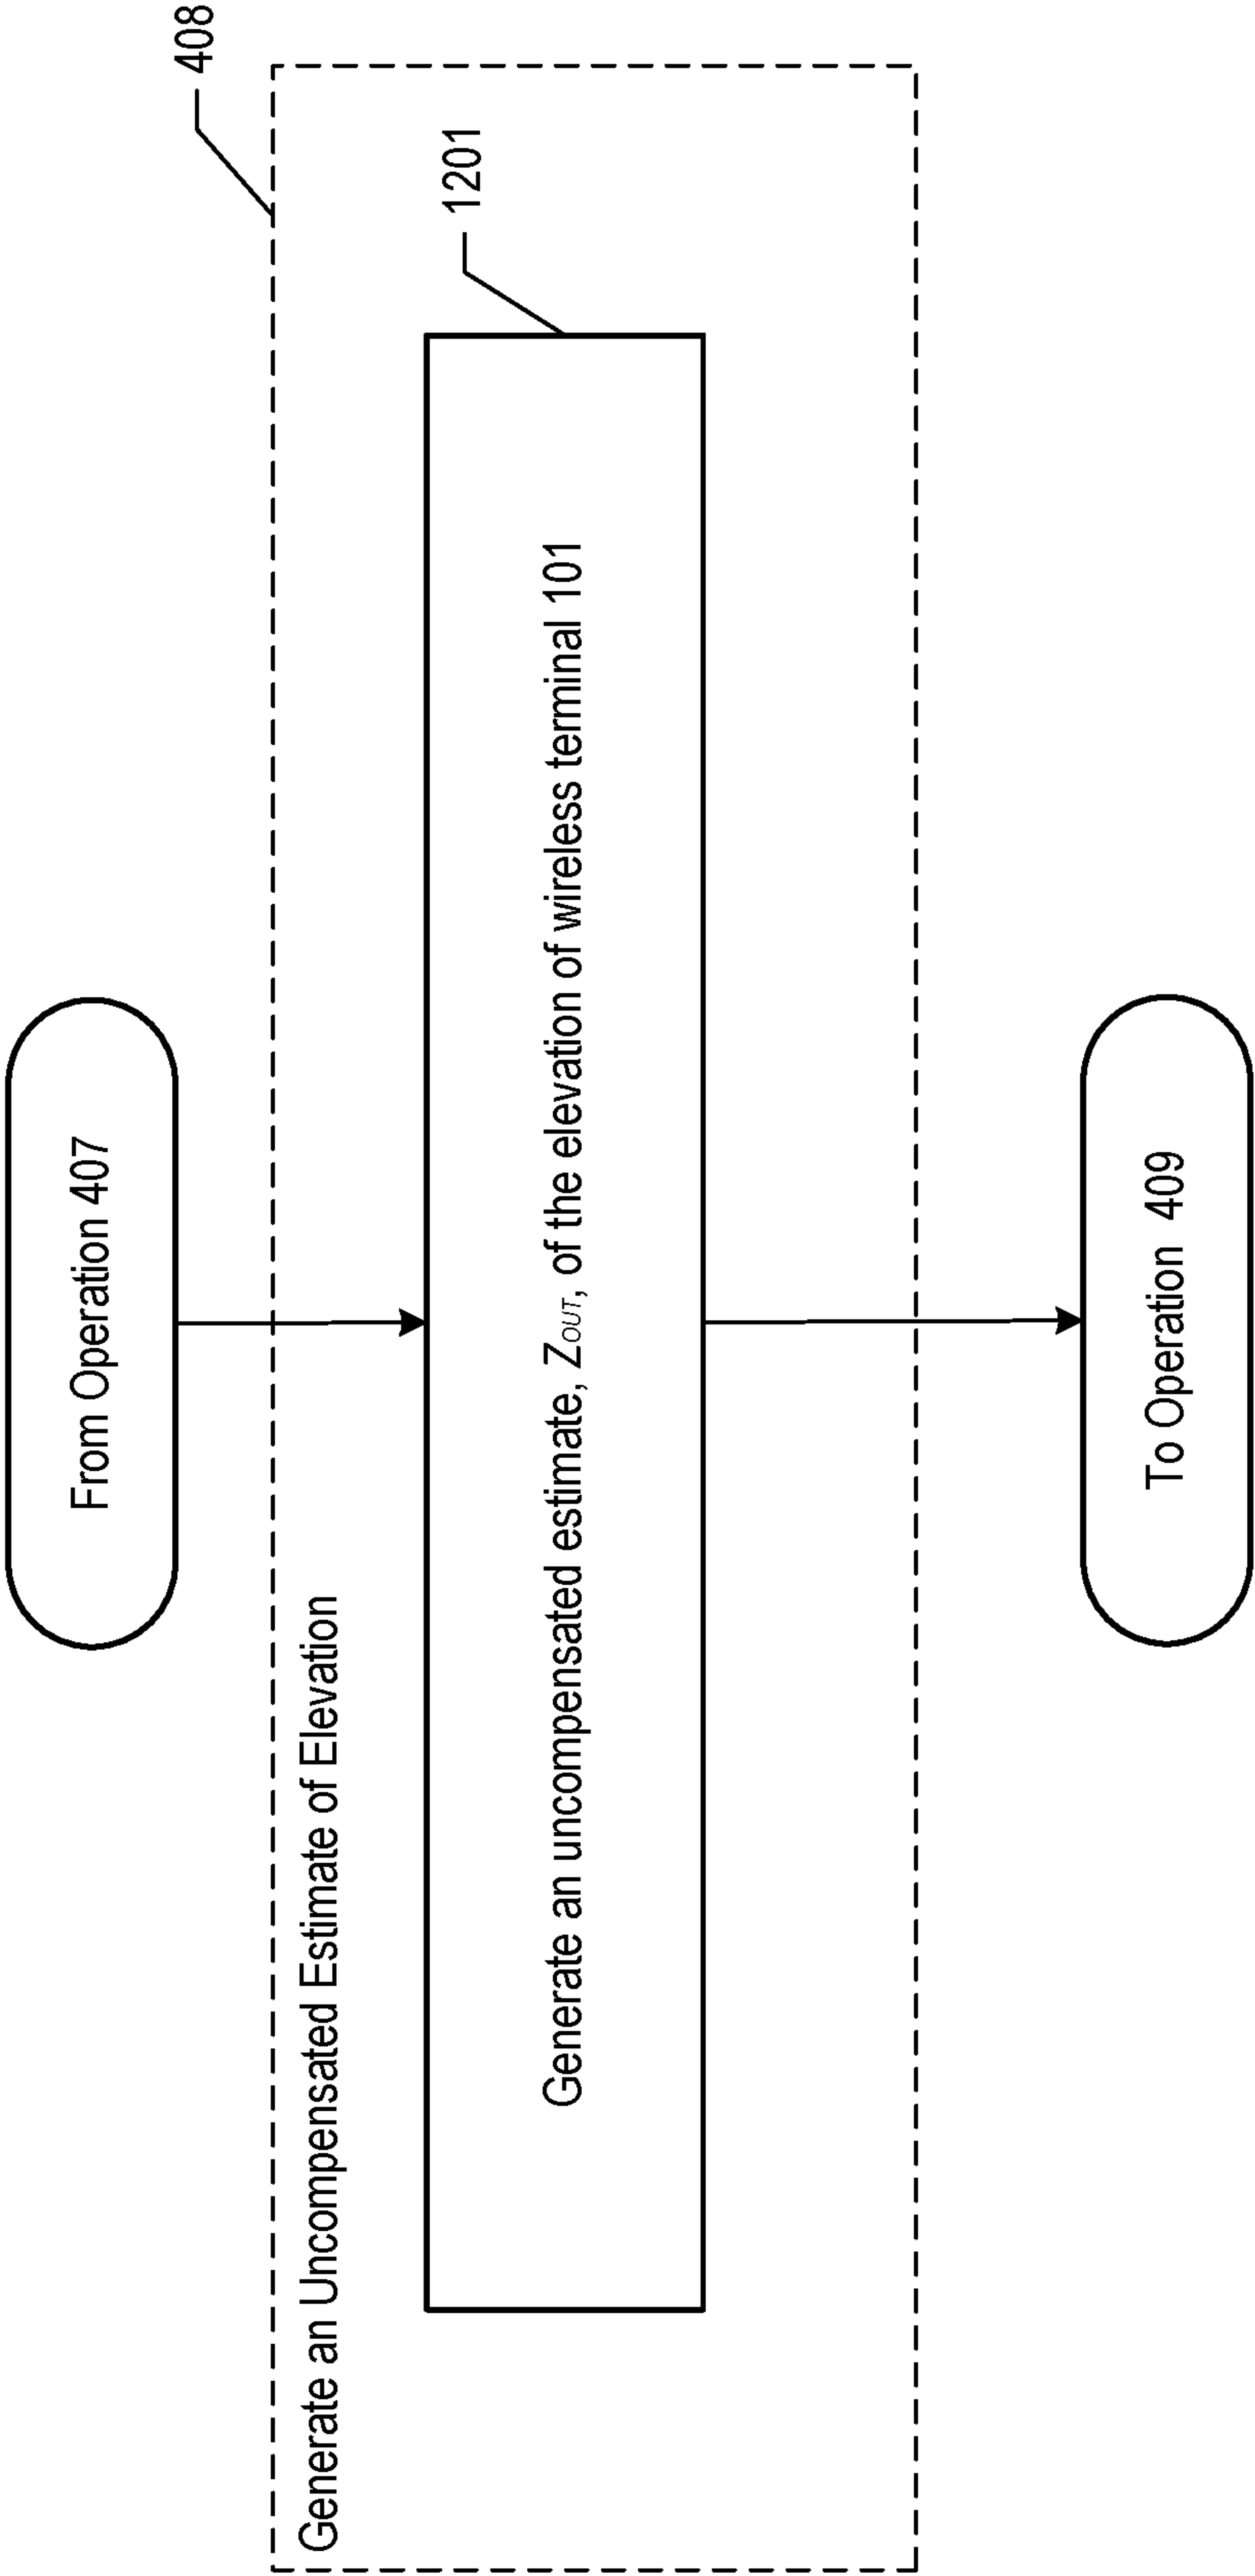 From Operation 407
408
Generate an Uncompensated Estimate of Elevation
1201
Generate an uncompensated estimate, ZOUT, of the elevation of wireless terminal 101
To Operation 409